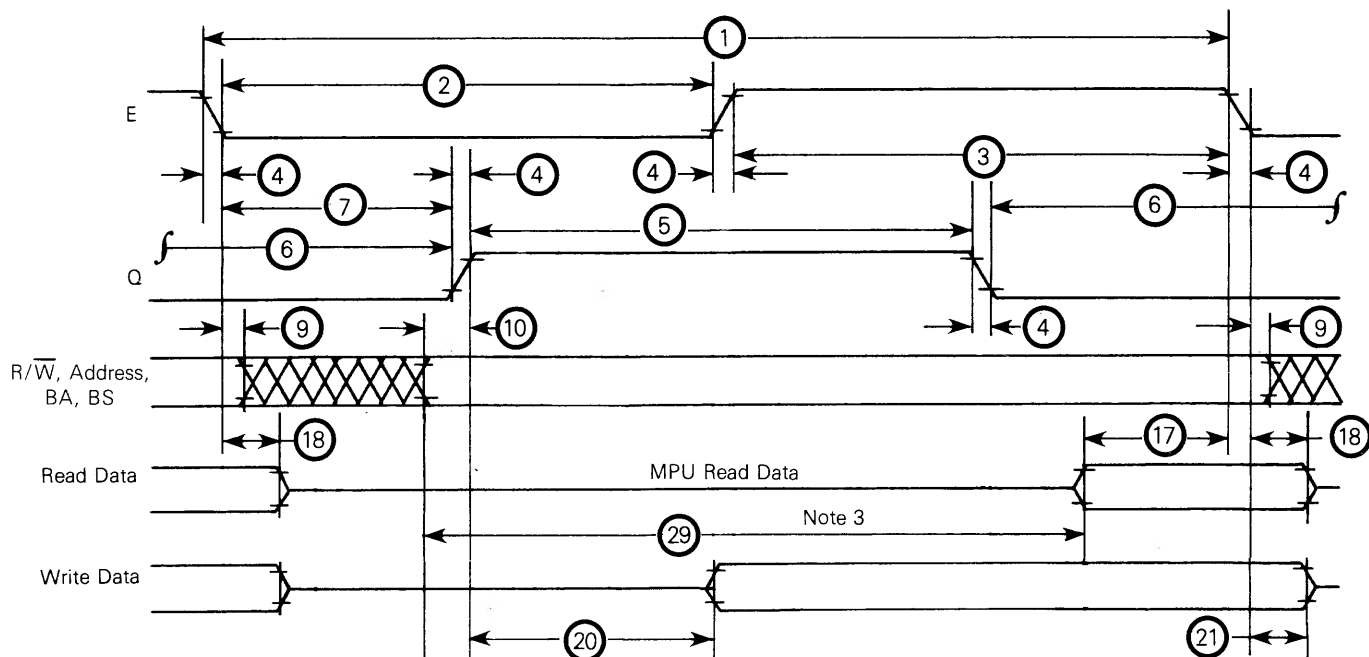 1
2
E
3
4
4
4
4
7
6
5
6
Q
9
10
4
9
R/W̅, Address,
BA, BS
18
17
18
Read Data
MPU Read Data
Note 3
29
Write Data
20
21